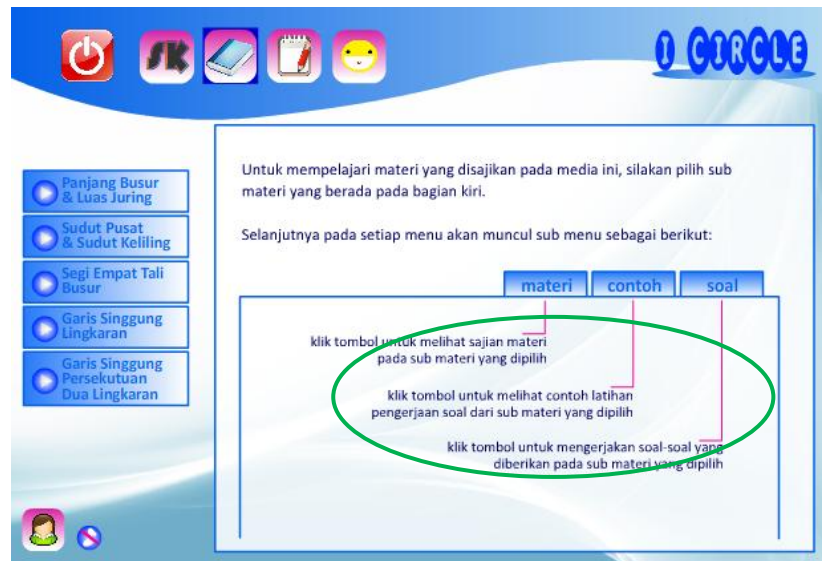 SK
I CIRCLE
Panjang Busur
& Luas Juring
Sudut Pusat
& Sudut Keliling
Segi Empat Tali
Busur
Garis Singgung
Lingkaran
Garis Singgung
Persekutuan
Dua Lingkaran
Untuk mempelajari materi yang disajikan pada media ini, silakan pilih sub
materi yang berada pada bagian kiri.
Selanjutnya pada setiap menu akan muncul sub menu sebagai berikut:
materi contoh soal
klik tombol untuk melihat sajian materi
pada sub materi yang dipilih
klik tombol untuk melihat contoh latihan
pengerjaan soal dari sub materi yang dipilih
klik tombol untuk mengerjakan soal-soal yang
diberikan pada sub materi yang dipilih